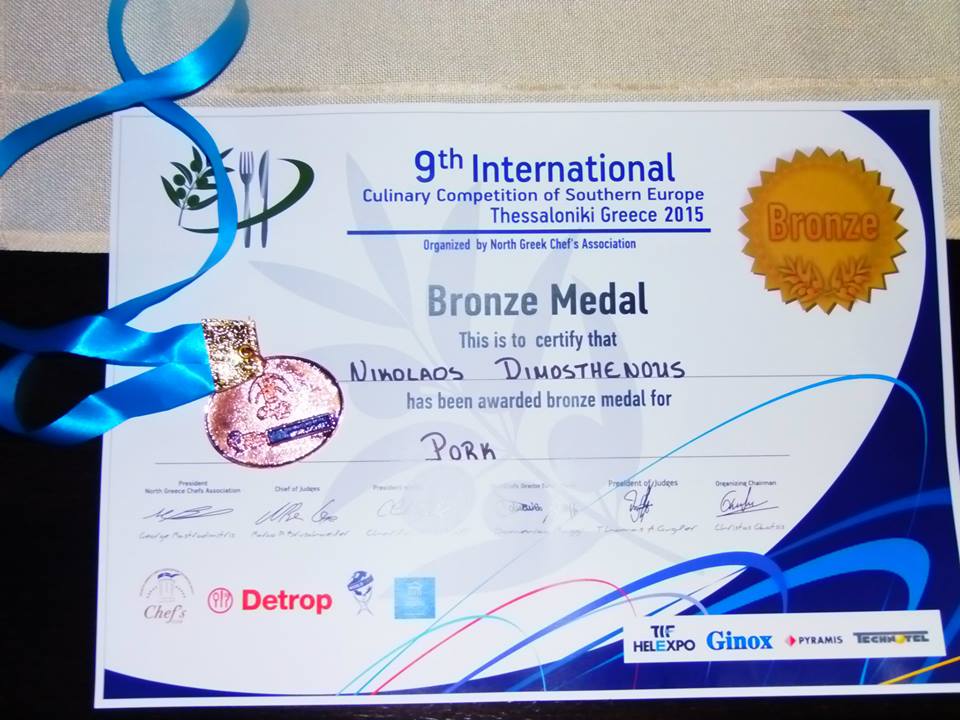 9th International
Culinary Competition of Southern Europe
Thessaloniki Greece 2015
Organized by North Greek Chef's Association
Bronze
Bronze Medal
This is to certify that
NIKOLAOS DIMOSTHENOUS
has been awarded bronze medal for
PORK
President
North Greece Chefs Association
Chief of Judges
President
President of Judges
Organizing Chairman
Chef's
Detrop
TIF
HELEXPO
Ginox
PYRAMIS
TECHNOTEL